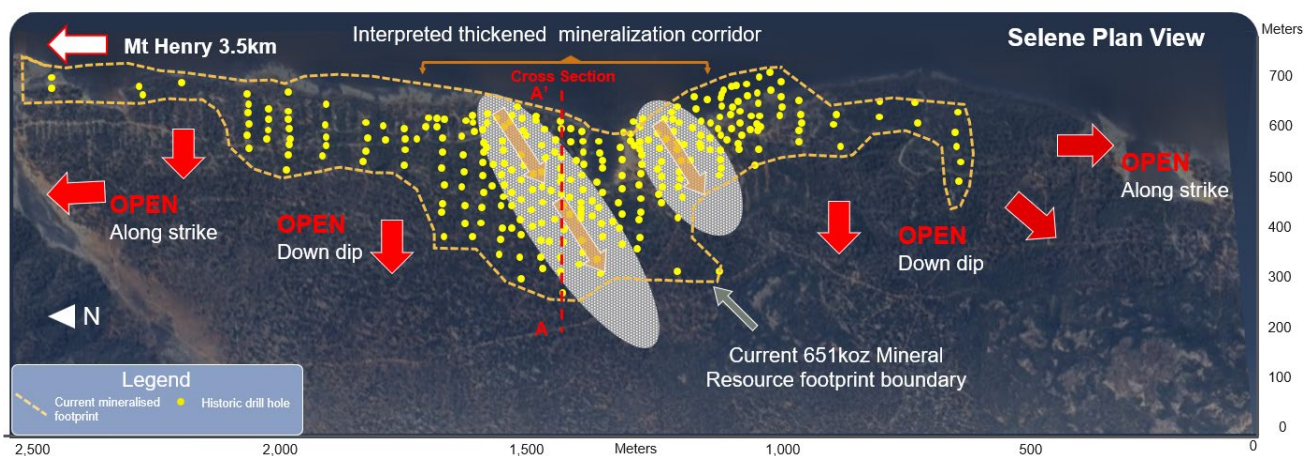 Mt Henry 3.5km
Interpreted thickened mineralization corridor
Selene Plan View
Meters
700
600
500
400
300
200
100
0
Cross Section
A'
OPEN
Along strike
OPEN
Down dip
OPEN
Down dip
OPEN
Along strike
N
A
Current 651koz Mineral
Resource footprint boundary
Legend
Current mineralised
footprint
Historic drill hole
2,500
2,000
1,500
Meters
1,000
500
0